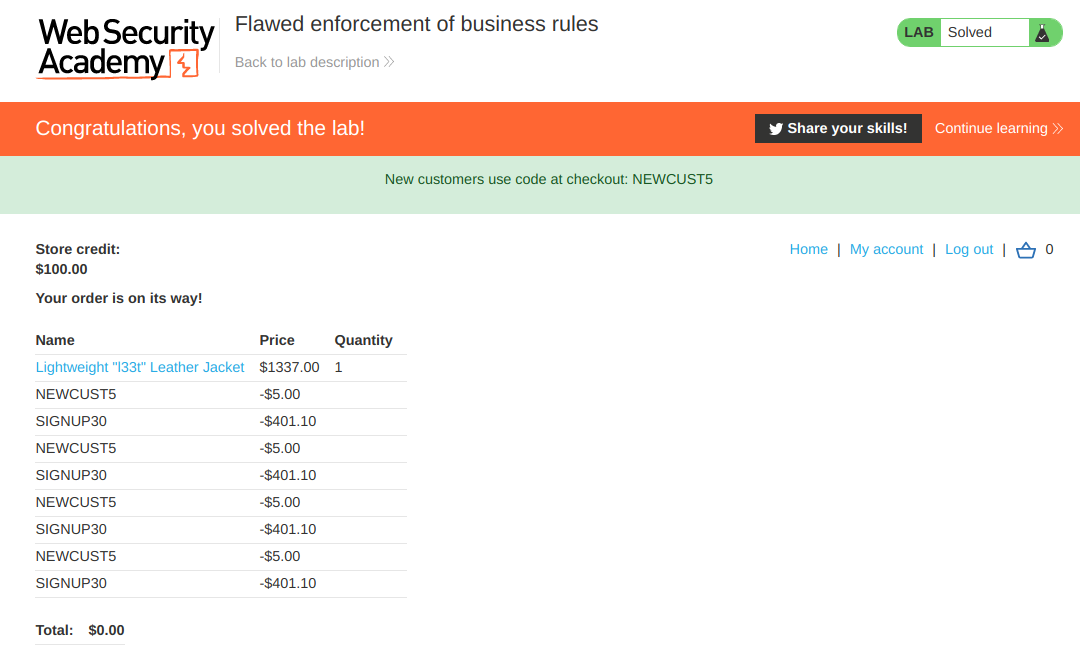 Web Security Academy
Flawed enforcement of business rules
Back to lab description
LAB Solved
Congratulations, you solved the lab!
Share your skills!
Continue learning
New customers use code at checkout: NEWCUST5
Store credit:
$100.00
Home | My account | Log out | 0
Your order is on its way!
Name Price Quantity
Lightweight "l33t" Leather Jacket $1337.00 1
NEWCUST5 -$5.00
SIGNUP30 -$401.10
NEWCUST5 -$5.00
SIGNUP30 -$401.10
NEWCUST5 -$5.00
SIGNUP30 -$401.10
NEWCUST5 -$5.00
SIGNUP30 -$401.10
Total: $0.00